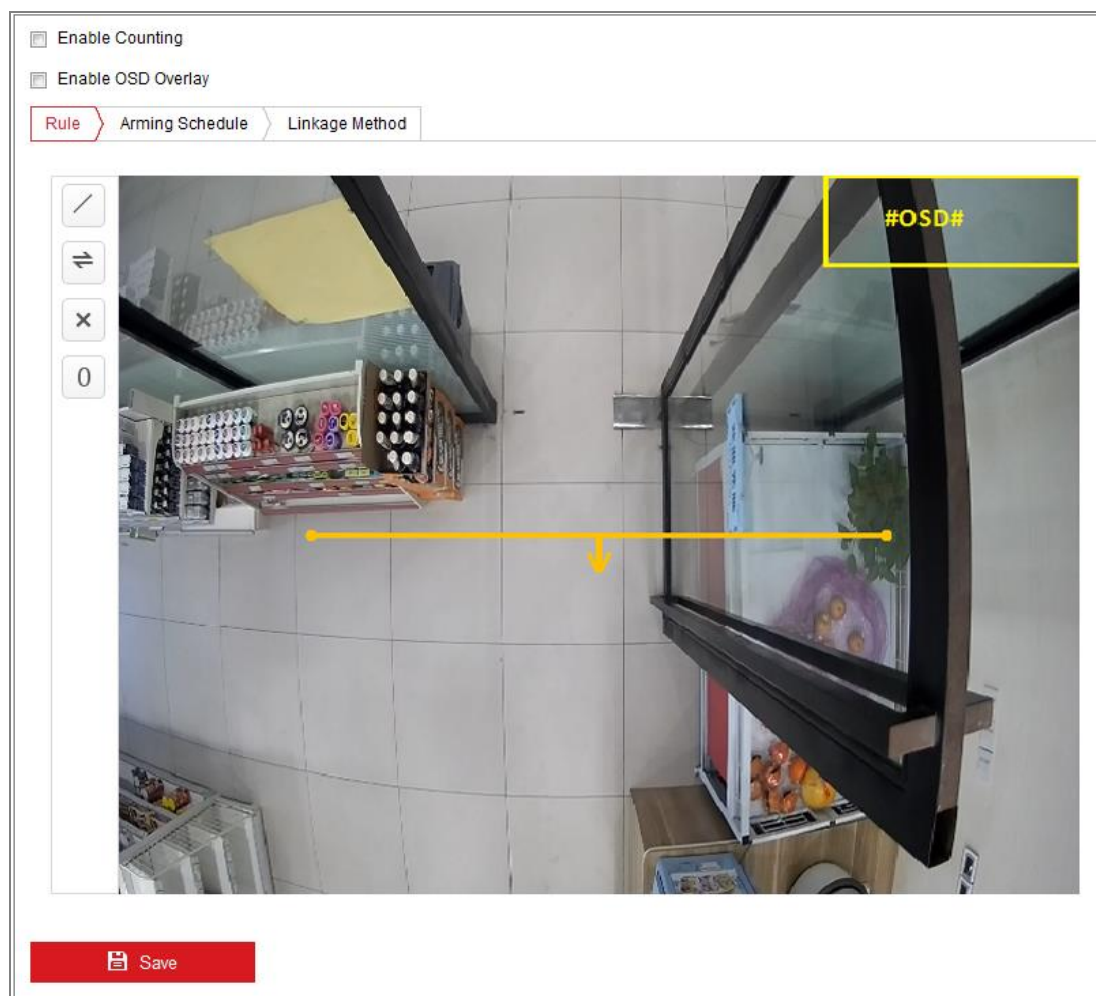 Enable Counting
Enable OSD Overlay
Rule Arming Schedule Linkage Method
#OSD#
0
Save